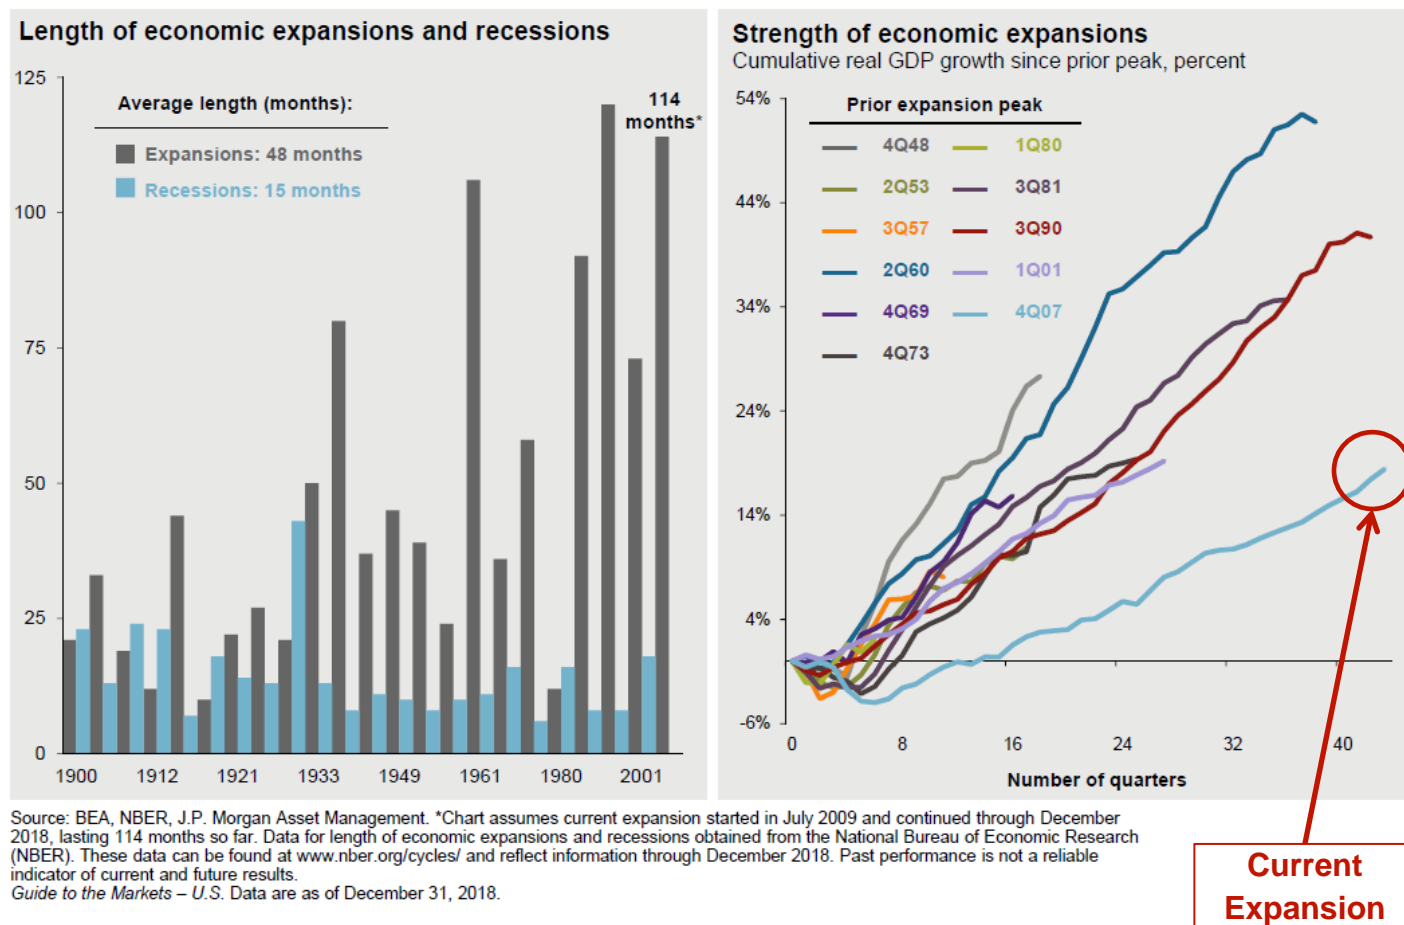 Length of economic expansions and recessions
125
100
75
50
25
0
Average length (months):
Expansions: 48 months
Recessions: 15 months
114
months*
1900
1912
1921
1933
1949
1961
1980
2001
Strength of economic expansions
Cumulative real GDP growth since prior peak, percent
54%
44%
34%
24%
14%
4%
-6%
Prior expansion peak
4Q48
1Q80
2Q53
3Q81
3Q57
3Q90
2Q60
1Q01
4Q69
4Q07
4Q73
0
8
16
24
32
40
Number of quarters
Source: BEA, NBER, J.P. Morgan Asset Management. *Chart assumes current expansion started in July 2009 and continued through December
2018, lasting 114 months so far. Data for length of economic expansions and recessions obtained from the National Bureau of Economic Research
(NBER). These data can be found at www.nber.org/cycles/ and reflect information through December 2018. Past performance is not a reliable
indicator of current and future results.
Guide to the Markets – U.S. Data are as of December 31, 2018.
Current
Expansion